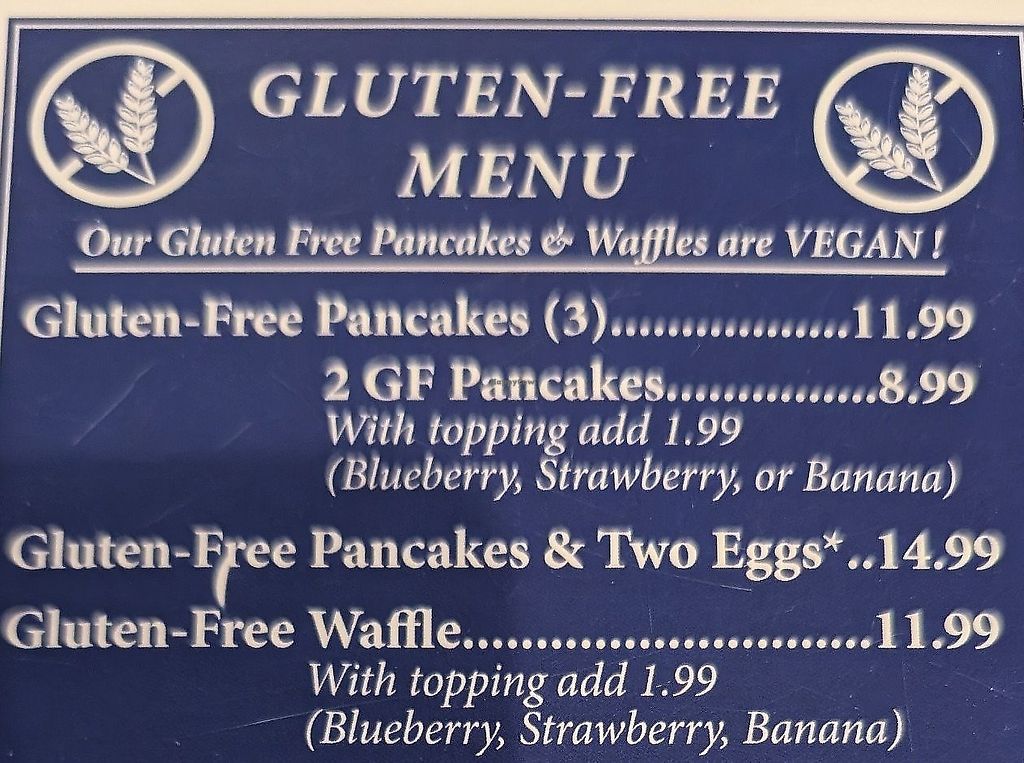 GLUTEN-FREE
MENU
Our Gluten Free Pancakes & Waffles are VEGAN!
Gluten-Free Pancakes (3)..................11.99
2 GF Pancakes................8.99
With topping add 1.99
(Blueberry, Strawberry, or Banana)
Gluten-Free Pancakes & Two Eggs*..14.99
Gluten-Free Waffle............................11.99
With topping add 1.99
(Blueberry, Strawberry, Banana)